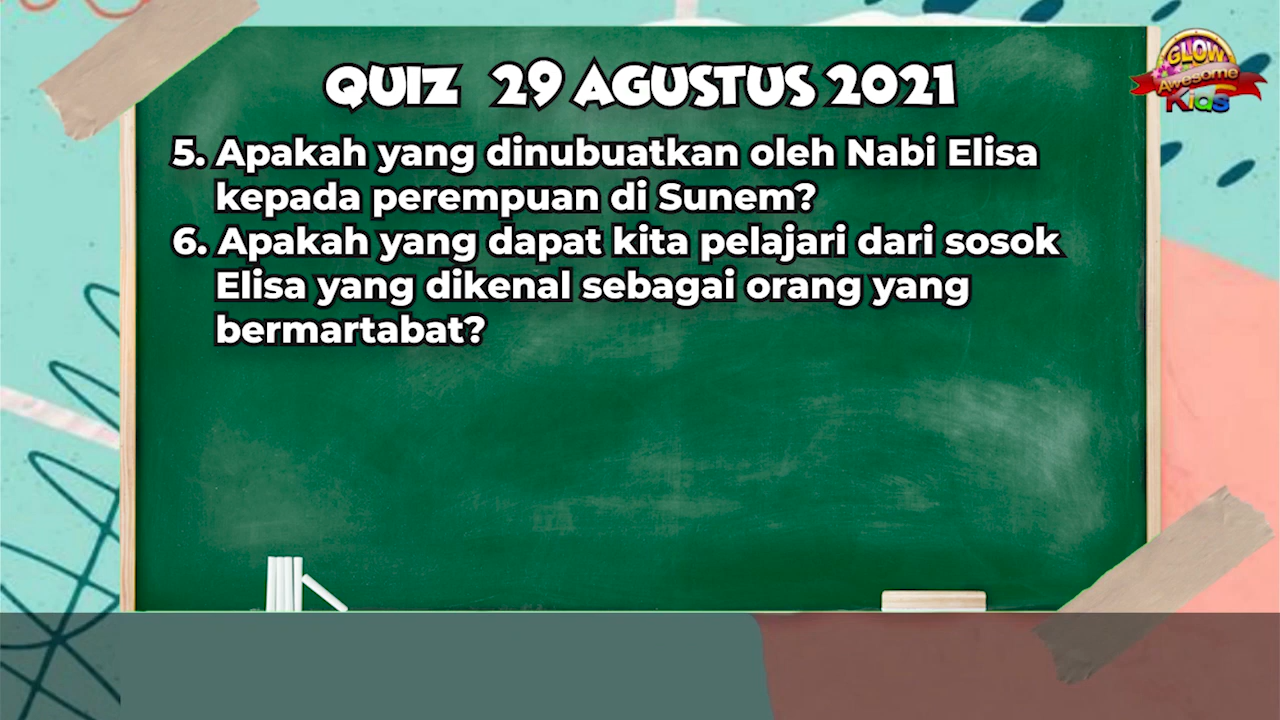 QUIZ 29 AGUSTUS 2021
GLOW
Awesome
Kids
5. Apakah yang dinubuatkan oleh Nabi Elisa
kepada perempuan di Sunem?
6. Apakah yang dapat kita pelajari dari sosok
Elisa yang dikenal sebagai orang yang
bermartabat?